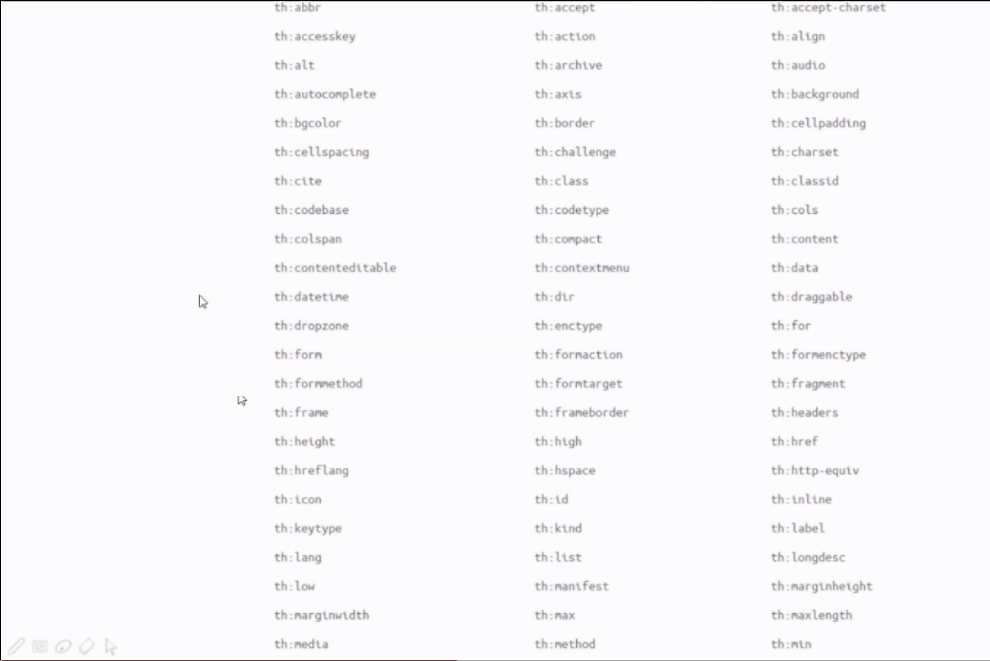 th:abbr th:accept th:accept-charset
th:accesskey th:action th:align
th:alt th:archive th:audio
th:autocomplete th:axis th:background
th:bgcolor th:border th:cellpadding
th:cellspacing th:challenge th:charset
th:cite th:class th:classid
th:codebase th:codetype th:cols
th:colspan th:compact th:content
th:contenteditable th:contextmenu th:data
th:datetime th:dir th:draggable
th:dropzone th:enctype th:for
th:form th:formaction th:formenctype
th:formmethod th:formtarget th:fragment
th:frame th:frameborder th:headers
th:height th:high th:href
th:hreflang th:hspace th:http-equiv
th:icon th:id th:inline
th:keytype th:kind th:label
th:lang th:list th:longdesc
th:low th:manifest th:marginheight
th:marginwidth th:max th:maxlength
th:media th:method th:min